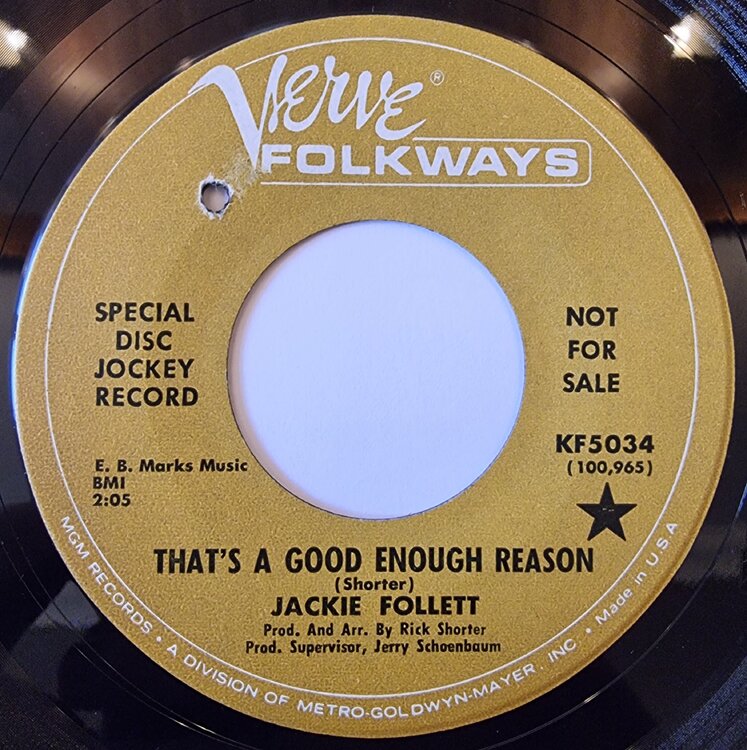 Verve®
FOLKWAYS
SPECIAL
DISC
JOCKEY
RECORD
NOT
FOR
SALE
E. B. Marks Music
BMI
2:05
KF5034
(100,965)
THAT'S A GOOD ENOUGH REASON
(Shorter)
JACKIE FOLLETT
Prod. And Arr. By Rick Shorter
Prod. Supervisor, Jerry Schoenbaum
MGM RECORDS • A DIVISION OF METRO-GOLDWYN-MAYER, INC. • Made in U.S.A